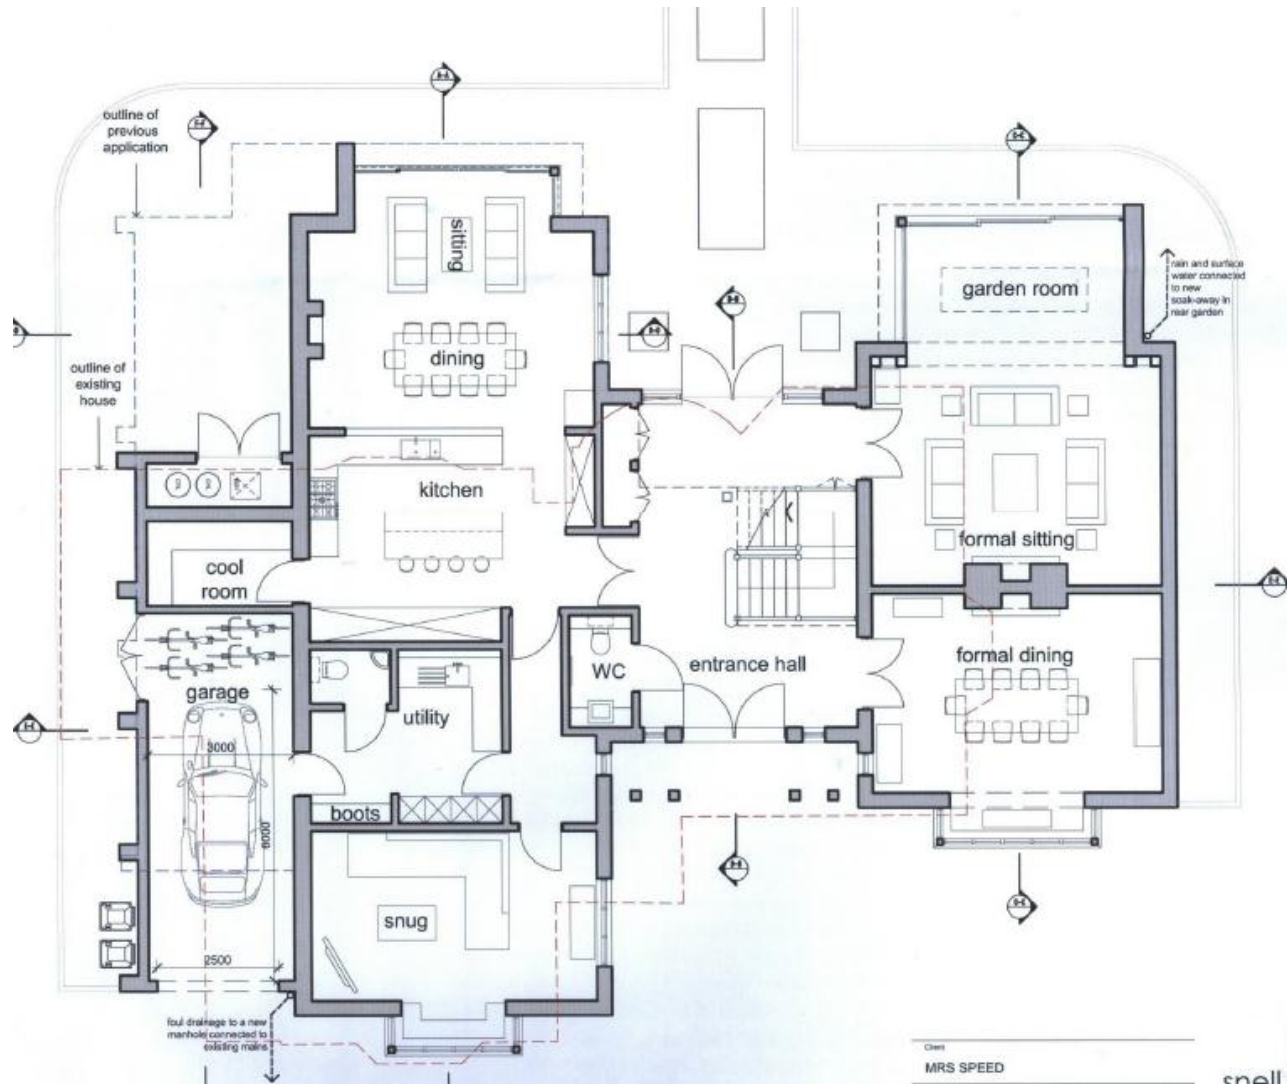 outline of
previous
application
sitting
rain and surface
water connected
to new
soak-away in
rear garden
garden room
dining
outline of
existing
house
kitchen
formal sitting
cool
room
WC
entrance hall
formal dining
garage
utility
3000
boots
6000
snug
2500
foul drainage to a new
manhole connected to
existing mains
Client
MRS SPEED
snell